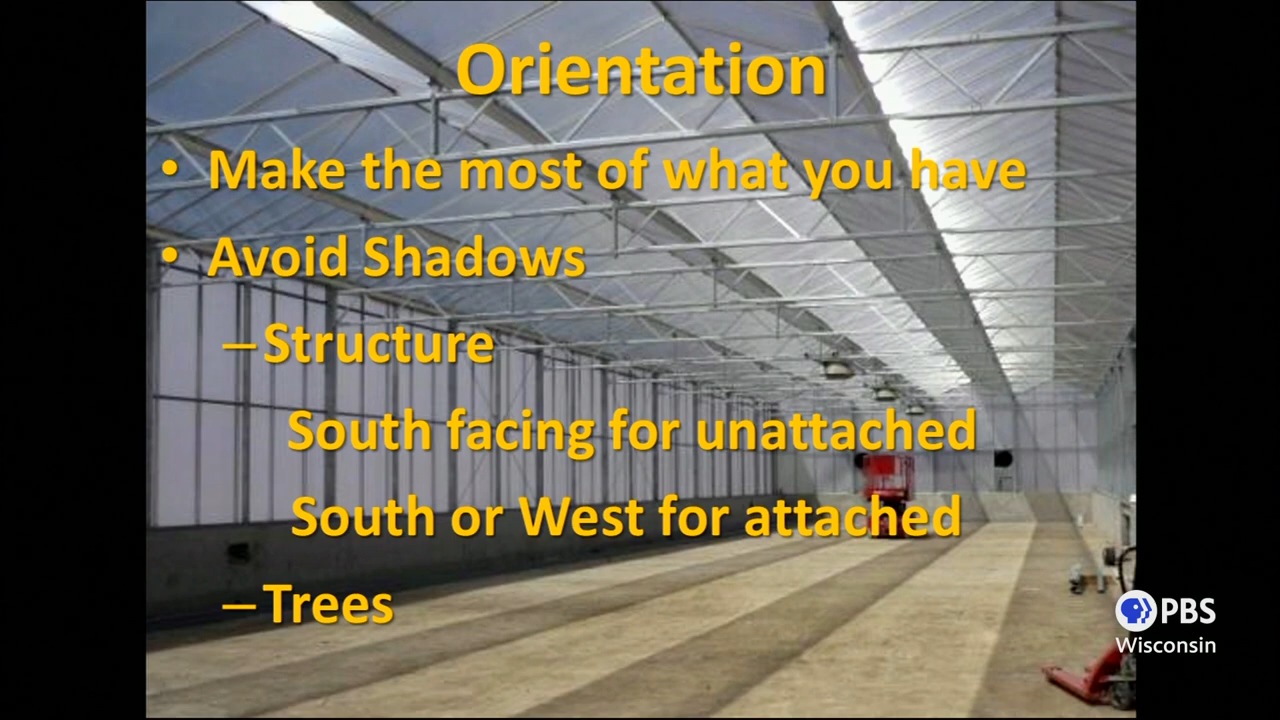 Orientation
• Make the most of what you have
• Avoid Shadows
– Structure
South facing for unattached
South or West for attached
– Trees
PBS
Wisconsin